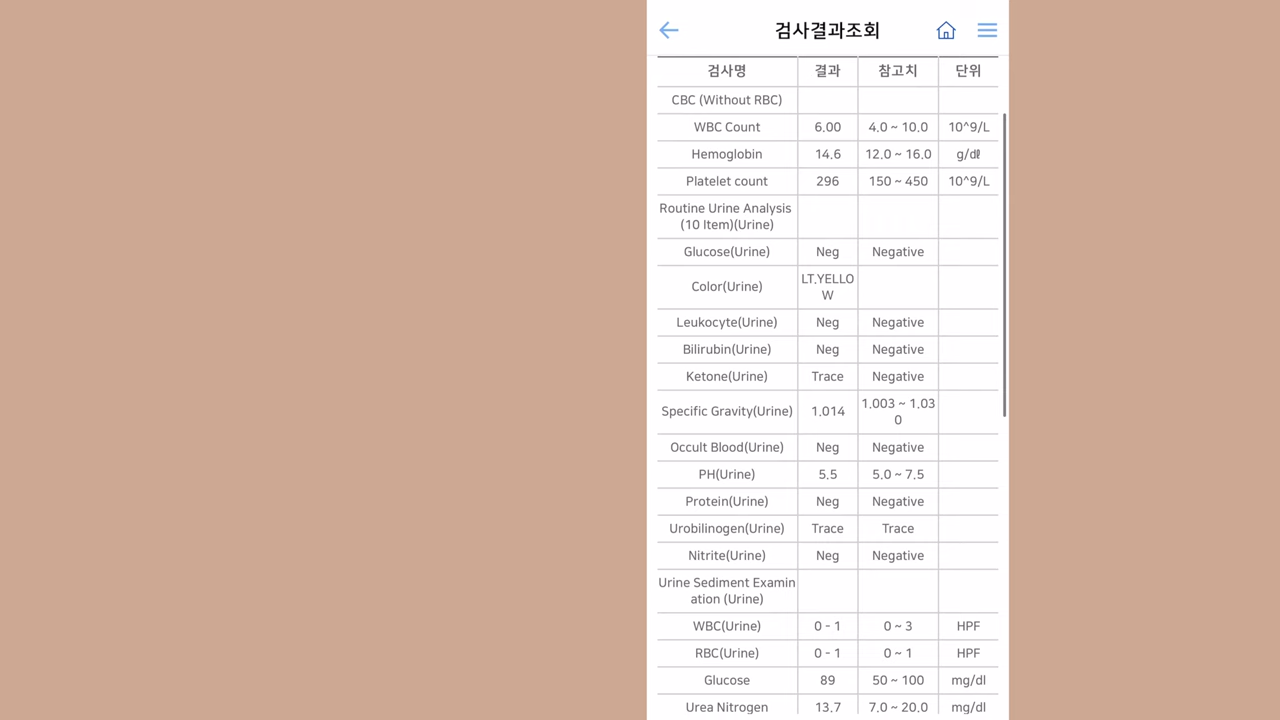 검사결과조회
검사명 결과 참고치 단위
CBC (Without RBC)
WBC Count 6.00 4.0 ~ 10.0 10^9/L
Hemoglobin 14.6 12.0 ~ 16.0 g/㎗
Platelet count 296 150 ~ 450 10^9/L
Routine Urine Analysis
(10 Item)(Urine)
Glucose(Urine) Neg Negative
Color(Urine) LT.YELLO
W
Leukocyte(Urine) Neg Negative
Bilirubin(Urine) Neg Negative
Ketone(Urine) Trace Negative
Specific Gravity(Urine) 1.014 1.003 ~ 1.03
0
Occult Blood(Urine) Neg Negative
PH(Urine) 5.5 5.0 ~ 7.5
Protein(Urine) Neg Negative
Urobilinogen(Urine) Trace Trace
Nitrite(Urine) Neg Negative
Urine Sediment Examin
ation (Urine)
WBC(Urine) 0 - 1 0 ~ 3 HPF
RBC(Urine) 0 - 1 0 ~ 1 HPF
Glucose 89 50 ~ 100 mg/dl
Urea Nitrogen 13.7 7.0 ~ 20.0 mg/dl